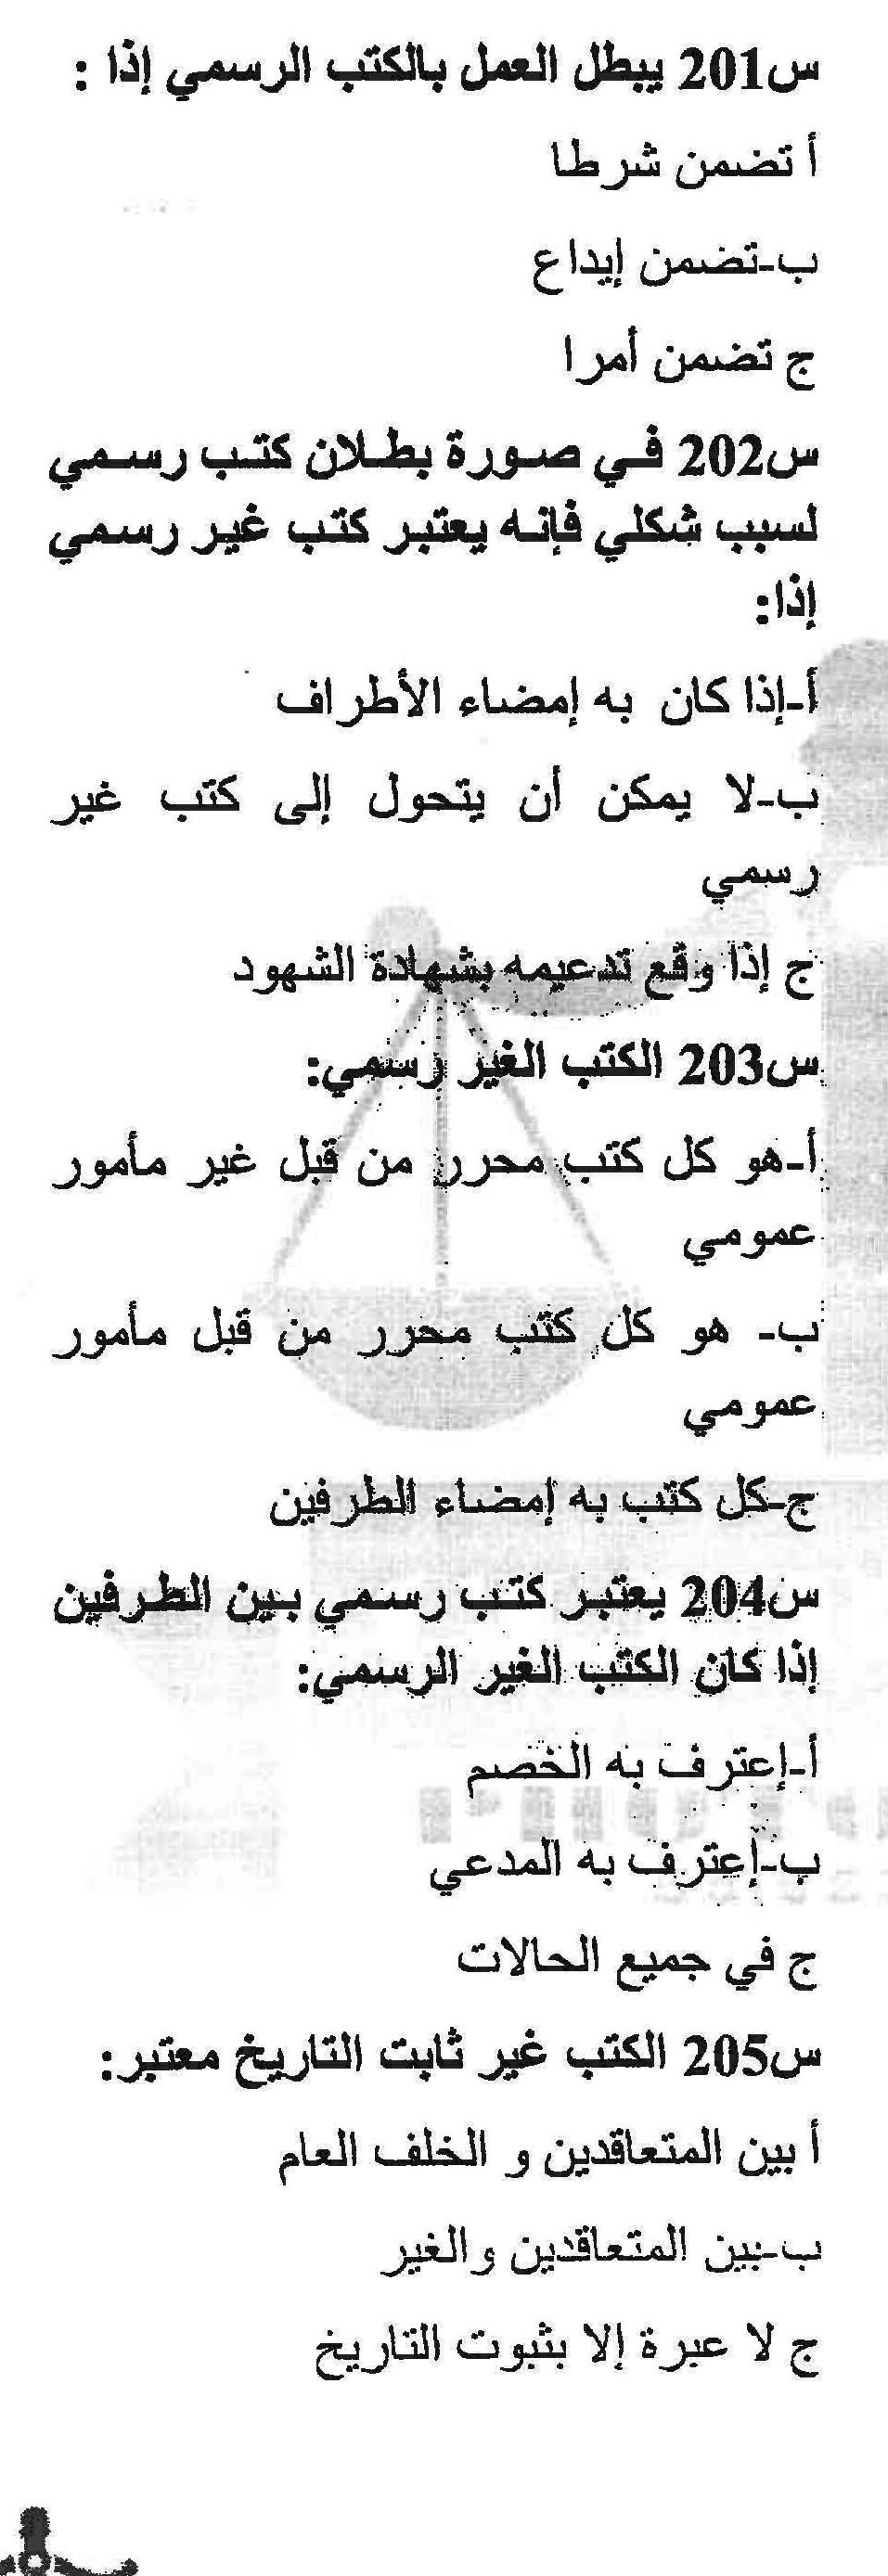 س201 يبطل العمل بالكتب الرسمي إذا :
أ تضمن شرطا
ب-تضمن إيداع
ج تضمن أمرا
س202 في صورة بطلان كتب رسمي
لسبب شكلي فإنه يعتبر كتب غير رسمي
إذا:
أ-إذا كان به إمضاء الأطراف
ب-لا يمكن أن يتحول إلى كتب غير
رسمي
ج إذا وقع تدعيمه بشهادة الشهود
س203 الكتب الغير رسمي:
أ-هو كل كتب محرر من قبل غير مأمور
عمومي
ب- هو كل كتب محرر من قبل مأمور
عمومي
ج-كل كتب به إمضاء الطرفين
س204 يعتبر كتب رسمي بين الطرفين
إذا كان الكتب الغير الرسمي:
أ-إعترف به الخصم
ب-إعترف به المدعي
ج في جميع الحالات
س205 الكتب غير ثابت التاريخ معتبر:
أ بين المتعاقدين و الخلف العام
ب-بين المتعاقدين والغير
ج لا عبرة إلا بثبوت التاريخ